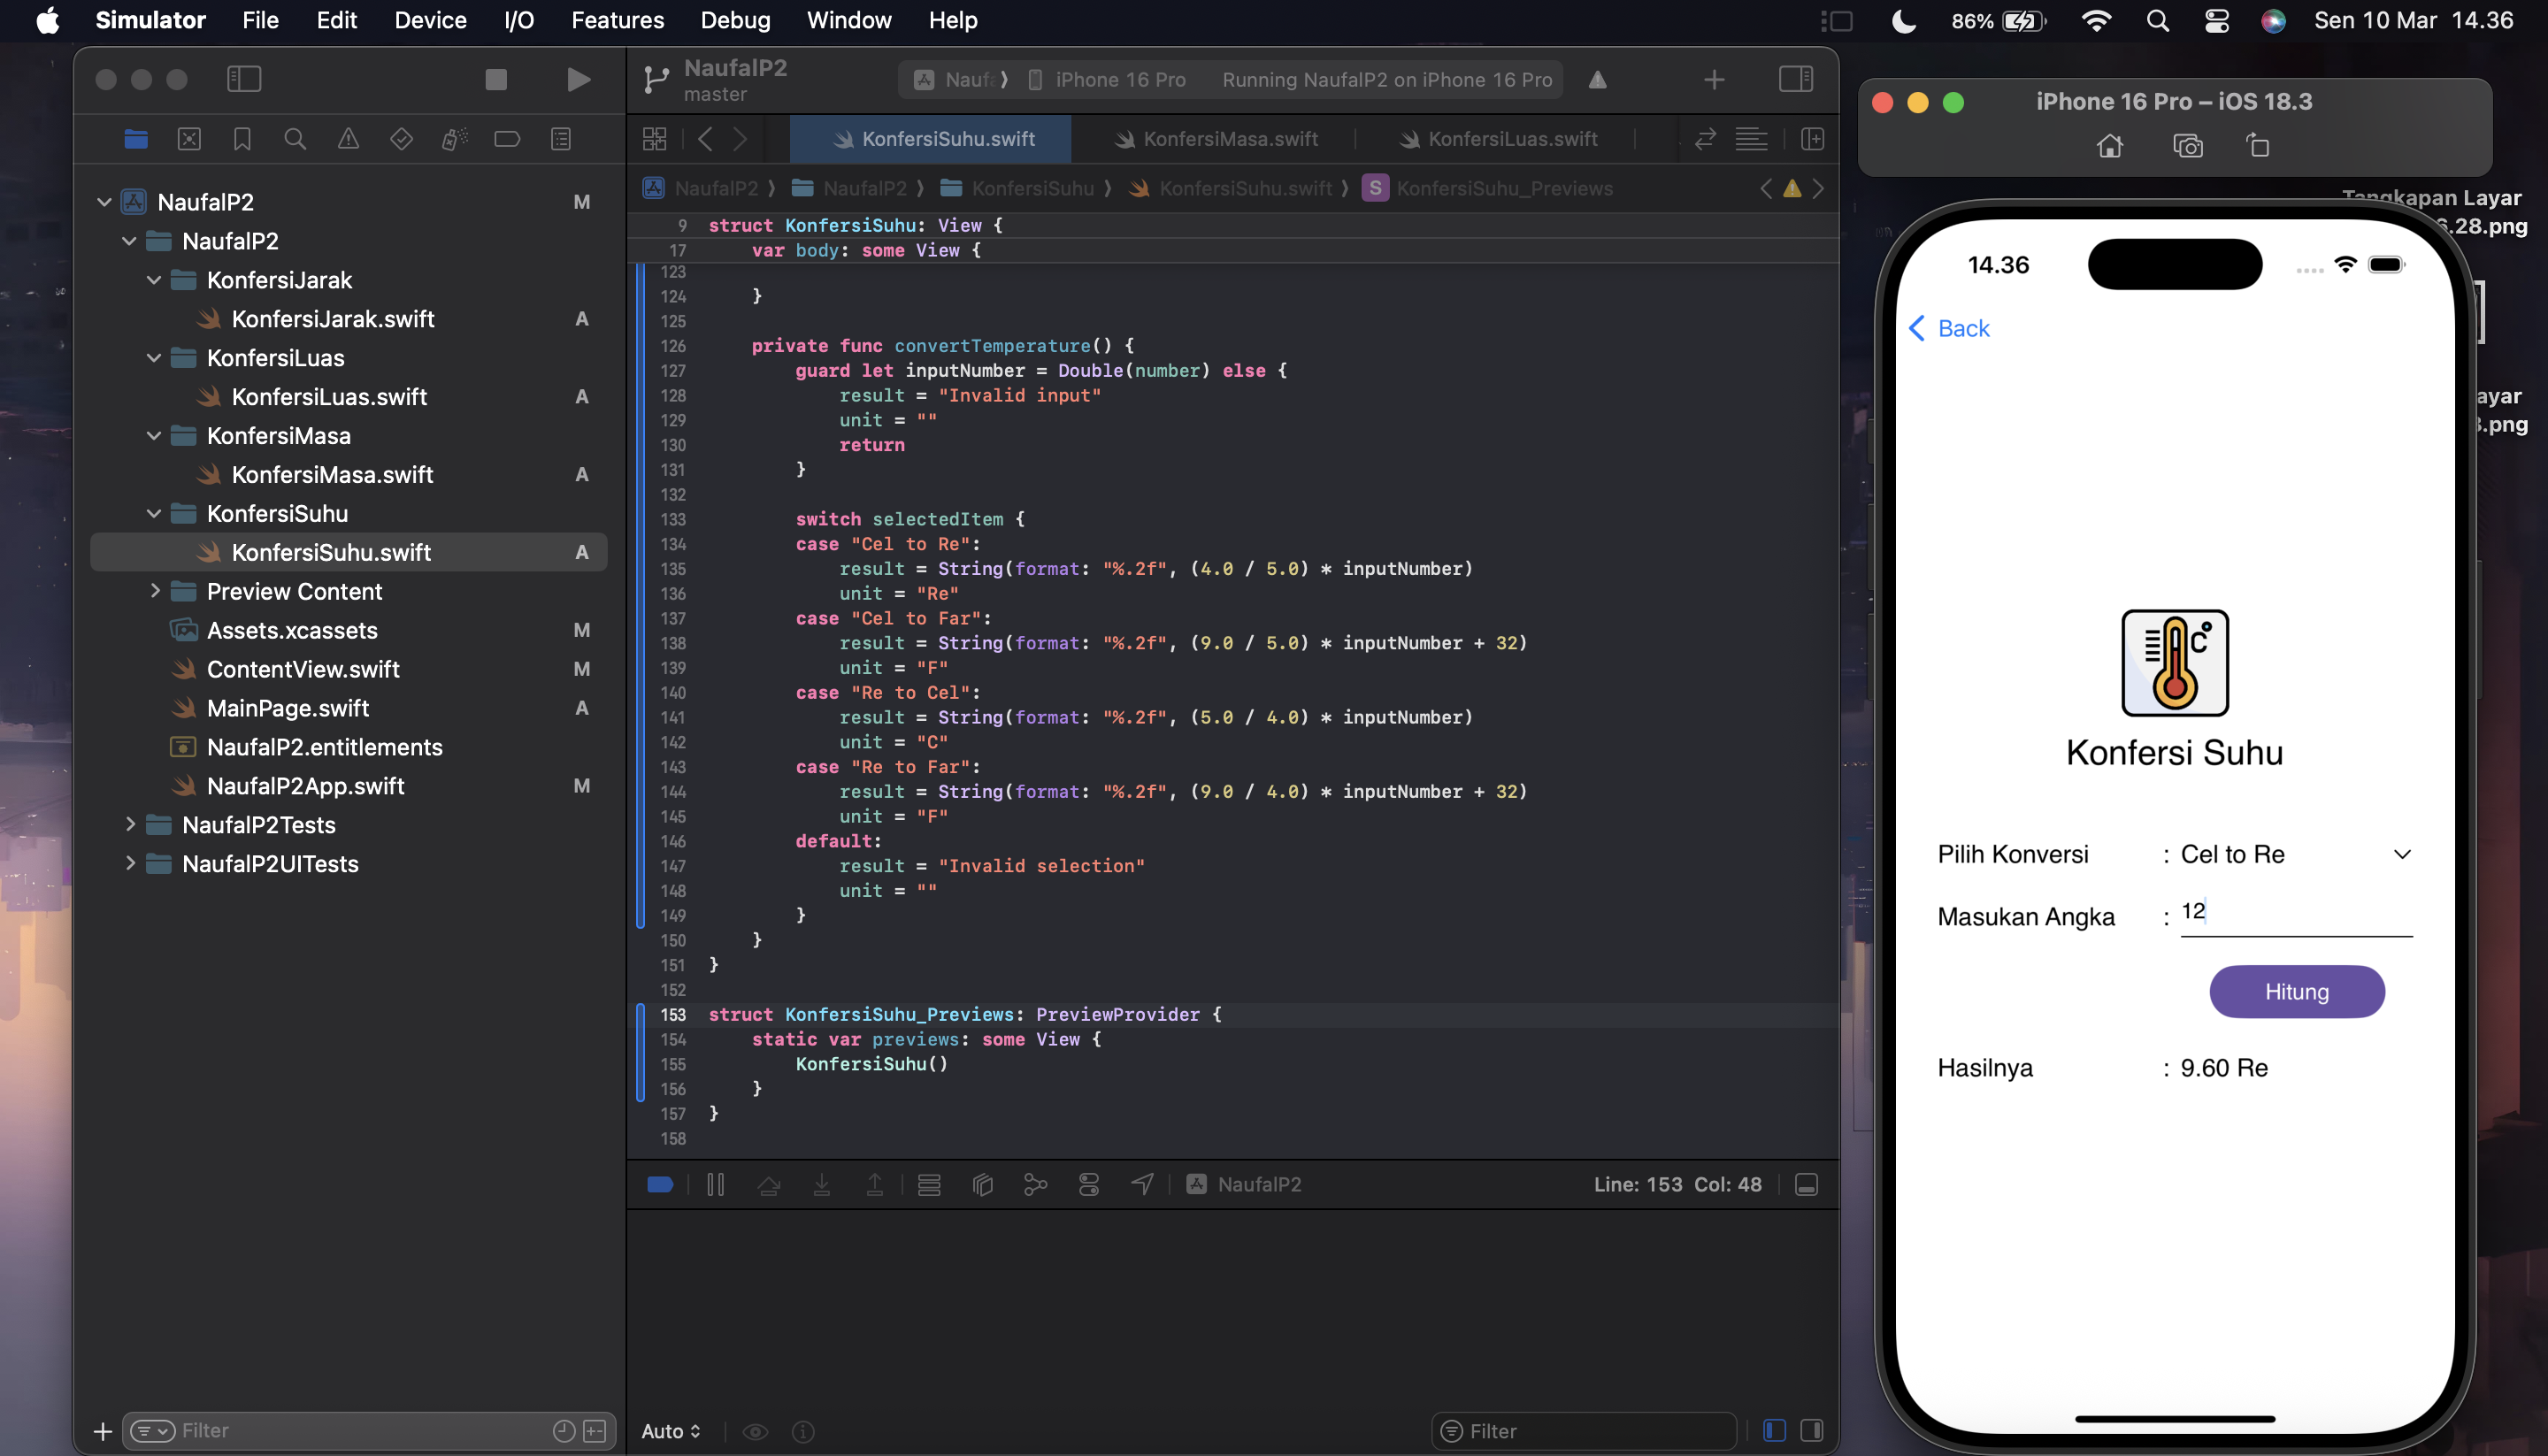 Simulator File Edit Device I/O Features Debug Window Help 86% Sen 10 Mar 14.36
NaufalP2
master
iPhone 16 Pro Running NaufalP2 on iPhone 16 Pro
KonfersiSuhu.swift KonfersiMasa.swift KonfersiLuas.swift
NaufalP2 NaufalP2 KonfersiSuhu KonfersiSuhu.swift S KonfersiSuhu_Previews
NaufalP2 M
NaufalP2
KonfersiJarak
KonfersiJarak.swift A
KonfersiLuas
KonfersiLuas.swift A
KonfersiMasa
KonfersiMasa.swift A
KonfersiSuhu
KonfersiSuhu.swift A
Preview Content
Assets.xcassets M
ContentView.swift M
MainPage.swift A
NaufalP2.entitlements
NaufalP2App.swift M
NaufalP2Tests
NaufalP2UITests
Filter
9 struct KonfersiSuhu: View {
17 var body: some View {
123
124 }
125
126 private func convertTemperature() {
127 guard let inputNumber = Double(number) else {
128 result = "Invalid input"
129 unit = ""
130 return
131 }
132
133 switch selectedItem {
134 case "Cel to Re":
135 result = String(format: "%.2f", (4.0 / 5.0) * inputNumber)
136 unit = "Re"
137 case "Cel to Far":
138 result = String(format: "%.2f", (9.0 / 5.0) * inputNumber + 32)
139 unit = "F"
140 case "Re to Cel":
141 result = String(format: "%.2f", (5.0 / 4.0) * inputNumber)
142 unit = "C"
143 case "Re to Far":
144 result = String(format: "%.2f", (9.0 / 4.0) * inputNumber + 32)
145 unit = "F"
146 default:
147 result = "Invalid selection"
148 unit = ""
149 }
150 }
151 }
152
153 struct KonfersiSuhu_Previews: PreviewProvider {
154 static var previews: some View {
155 KonfersiSuhu()
156 }
157 }
158
NaufalP2 Line: 153 Col: 48
Auto Filter
iPhone 16 Pro – iOS 18.3
Tangkapan Layar
6.28.png
ayar
.png
14.36
Back
C
Konfersi Suhu
Pilih Konversi : Cel to Re
Masukan Angka : 12
Hitung
Hasilnya : 9.60 Re